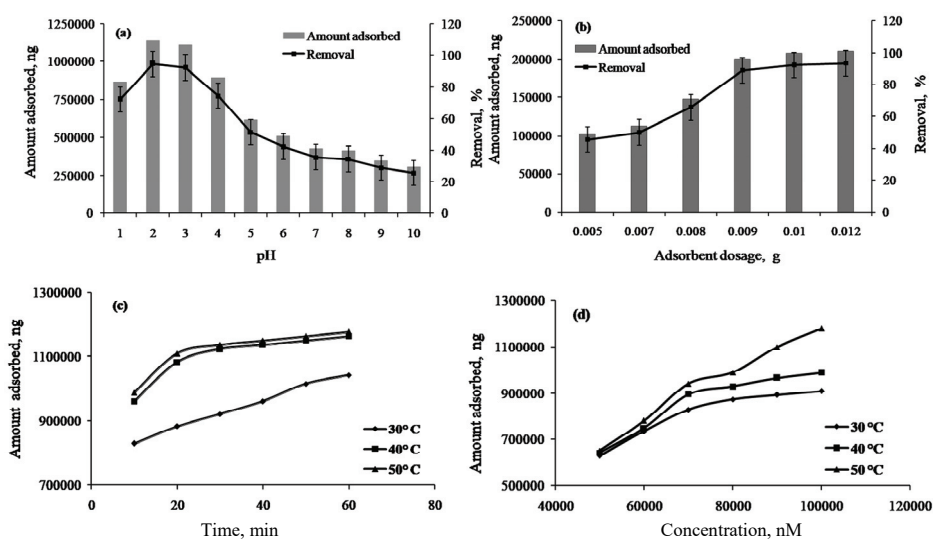 (a)
Amount adsorbed
Removal
Amount adsorbed, ng
1250000
1000000
750000
500000
250000
0
120
100
80
60
40
20
0
Removal, %
1 2 3 4 5 6 7 8 9 10
pH
(b)
Amount adsorbed
Removal
Amount adsorbed, ng
250000
200000
150000
100000
50000
0
120
100
80
60
40
20
0
Removal, %
0.005 0.007 0.008 0.009 0.01 0.012
Adsorbent dosage, g
(c)
Amount adsorbed, ng
1300000
1100000
900000
700000
30° C
40° C
50° C
0 20 40 60 80
Time, min
(d)
Amount adsorbed, ng
1300000
1100000
900000
700000
500000
30 °C
40 °C
50 °C
40000 60000 80000 100000 120000
Concentration, nM